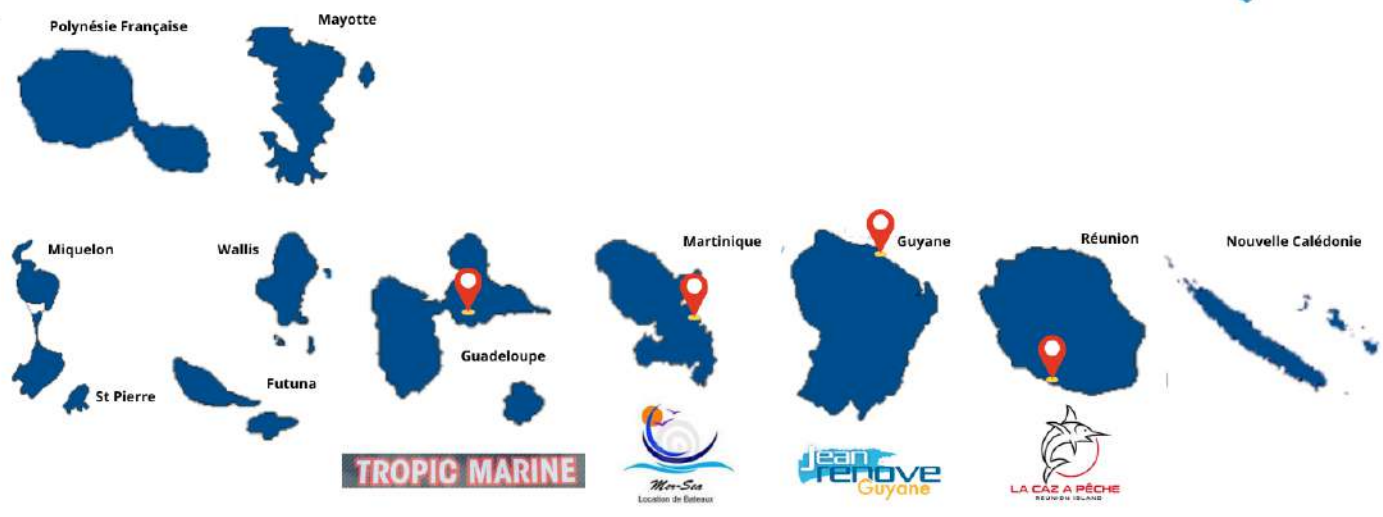 Polynésie Française
Mayotte
Miquelon
Wallis
Martinique
Guyane
Réunion
Nouvelle Calédonie
Guadeloupe
Futuna
St Pierre
TROPIC MARINE
Mer-Sea
Location de Bateaux
Jean
renove
Guyane
LA CAZ A PÊCHE
REUNION ISLAND